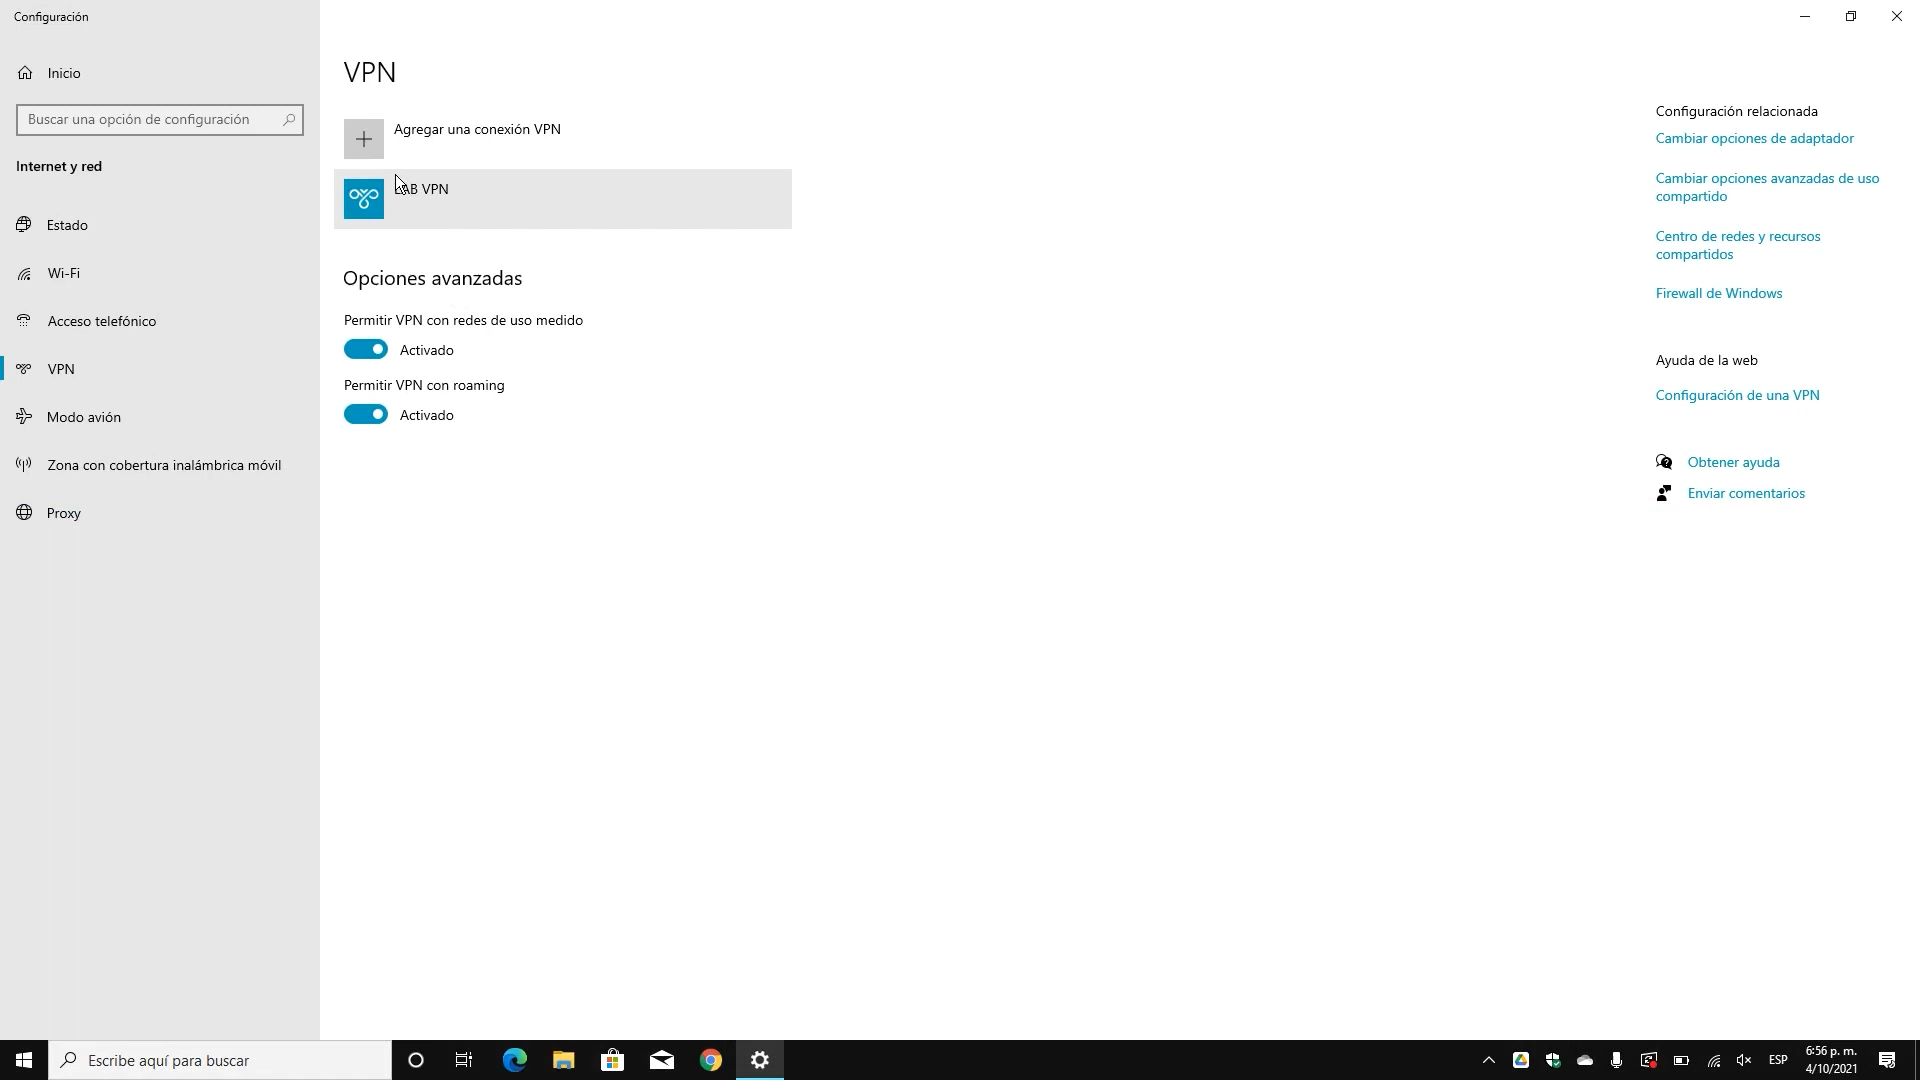 Configuración
Inicio
Buscar una opción de configuración
Internet y red
Estado
Wi-Fi
Acceso telefónico
VPN
Modo avión
Zona con cobertura inalámbrica móvil
Proxy
VPN
Agregar una conexión VPN
LAB VPN
Opciones avanzadas
Permitir VPN con redes de uso medido
Activado
Permitir VPN con roaming
Activado
Configuración relacionada
Cambiar opciones de adaptador
Cambiar opciones avanzadas de uso
compartido
Centro de redes y recursos
compartidos
Firewall de Windows
Ayuda de la web
Configuración de una VPN
Obtener ayuda
Enviar comentarios
Escribe aquí para buscar
ESP
6:56 p. m.
4/10/2021